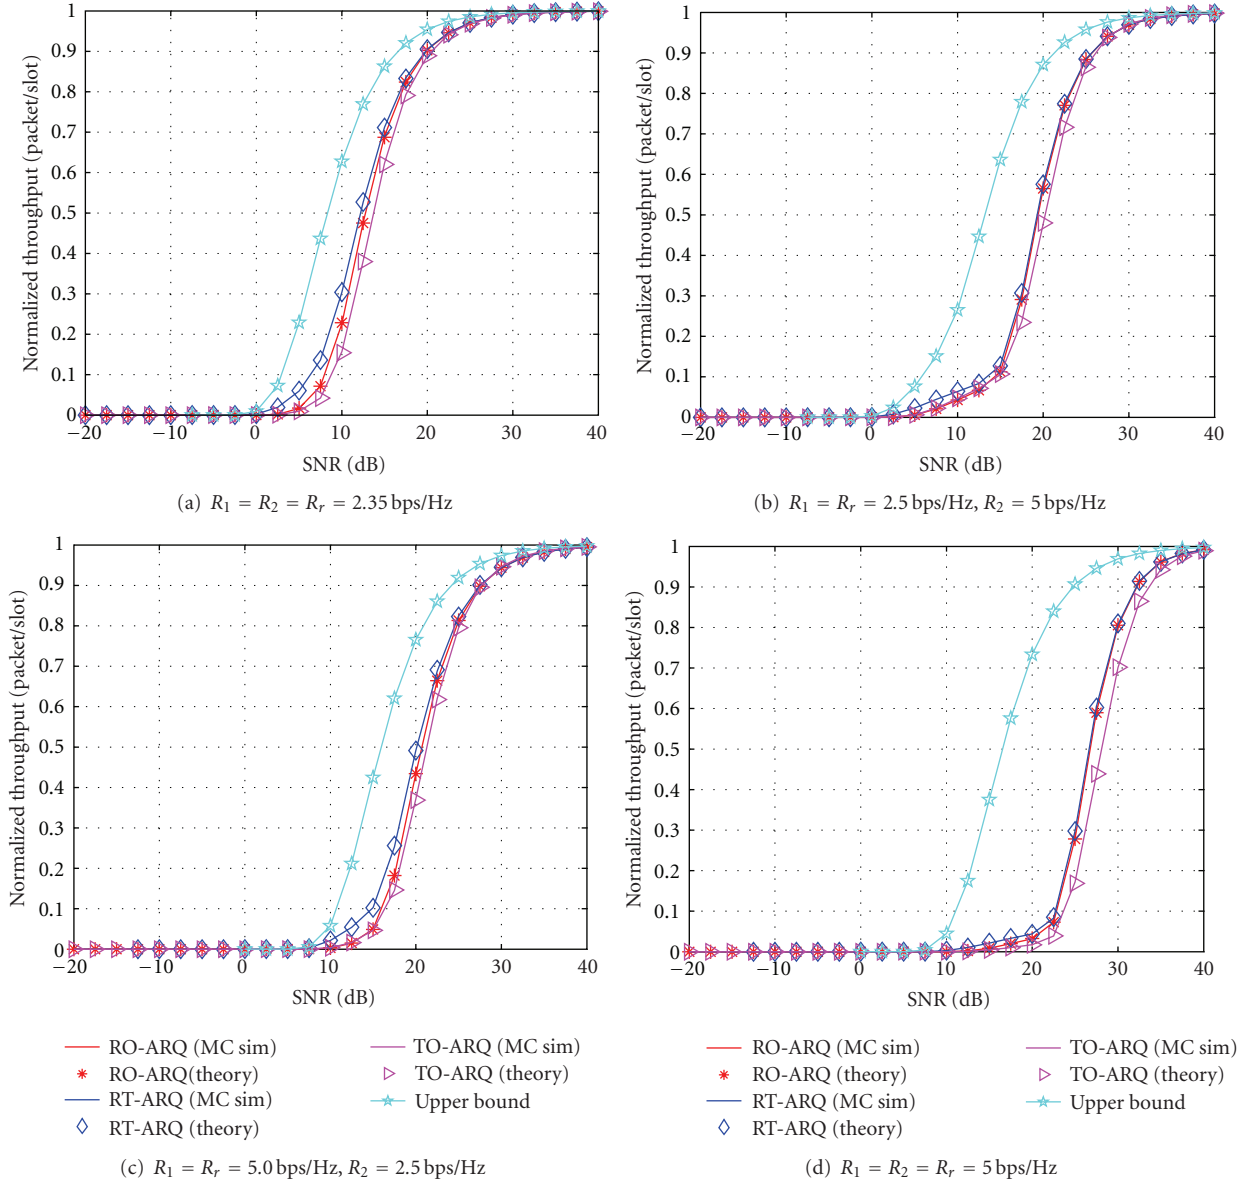 1
0.9
0.8
0.7
0.6
0.5
0.4
0.3
0.2
0.1
0
Normalized throughput (packet/slot)
−20 −10 0 10 20 30 40
SNR (dB)
(a) R1 = R2 = Rr = 2.35 bps/Hz
1
0.9
0.8
0.7
0.6
0.5
0.4
0.3
0.2
0.1
0
Normalized throughput (packet/slot)
−20 −10 0 10 20 30 40
SNR (dB)
(b) R1 = Rr = 2.5 bps/Hz, R2 = 5 bps/Hz
1
0.9
0.8
0.7
0.6
0.5
0.4
0.3
0.2
0.1
0
Normalized throughput (packet/slot)
−20 −10 0 10 20 30 40
SNR (dB)
RO-ARQ (MC sim)
RO-ARQ(theory)
RT-ARQ (MC sim)
RT-ARQ (theory)
TO-ARQ (MC sim)
TO-ARQ (theory)
Upper bound
(c) R1 = Rr = 5.0 bps/Hz, R2 = 2.5 bps/Hz
1
0.9
0.8
0.7
0.6
0.5
0.4
0.3
0.2
0.1
0
Normalized throughput (packet/slot)
−20 −10 0 10 20 30 40
SNR (dB)
RO-ARQ (MC sim)
RO-ARQ (theory)
RT-ARQ (MC sim)
RT-ARQ (theory)
TO-ARQ (MC sim)
TO-ARQ (theory)
Upper bound
(d) R1 = R2 = Rr = 5 bps/Hz